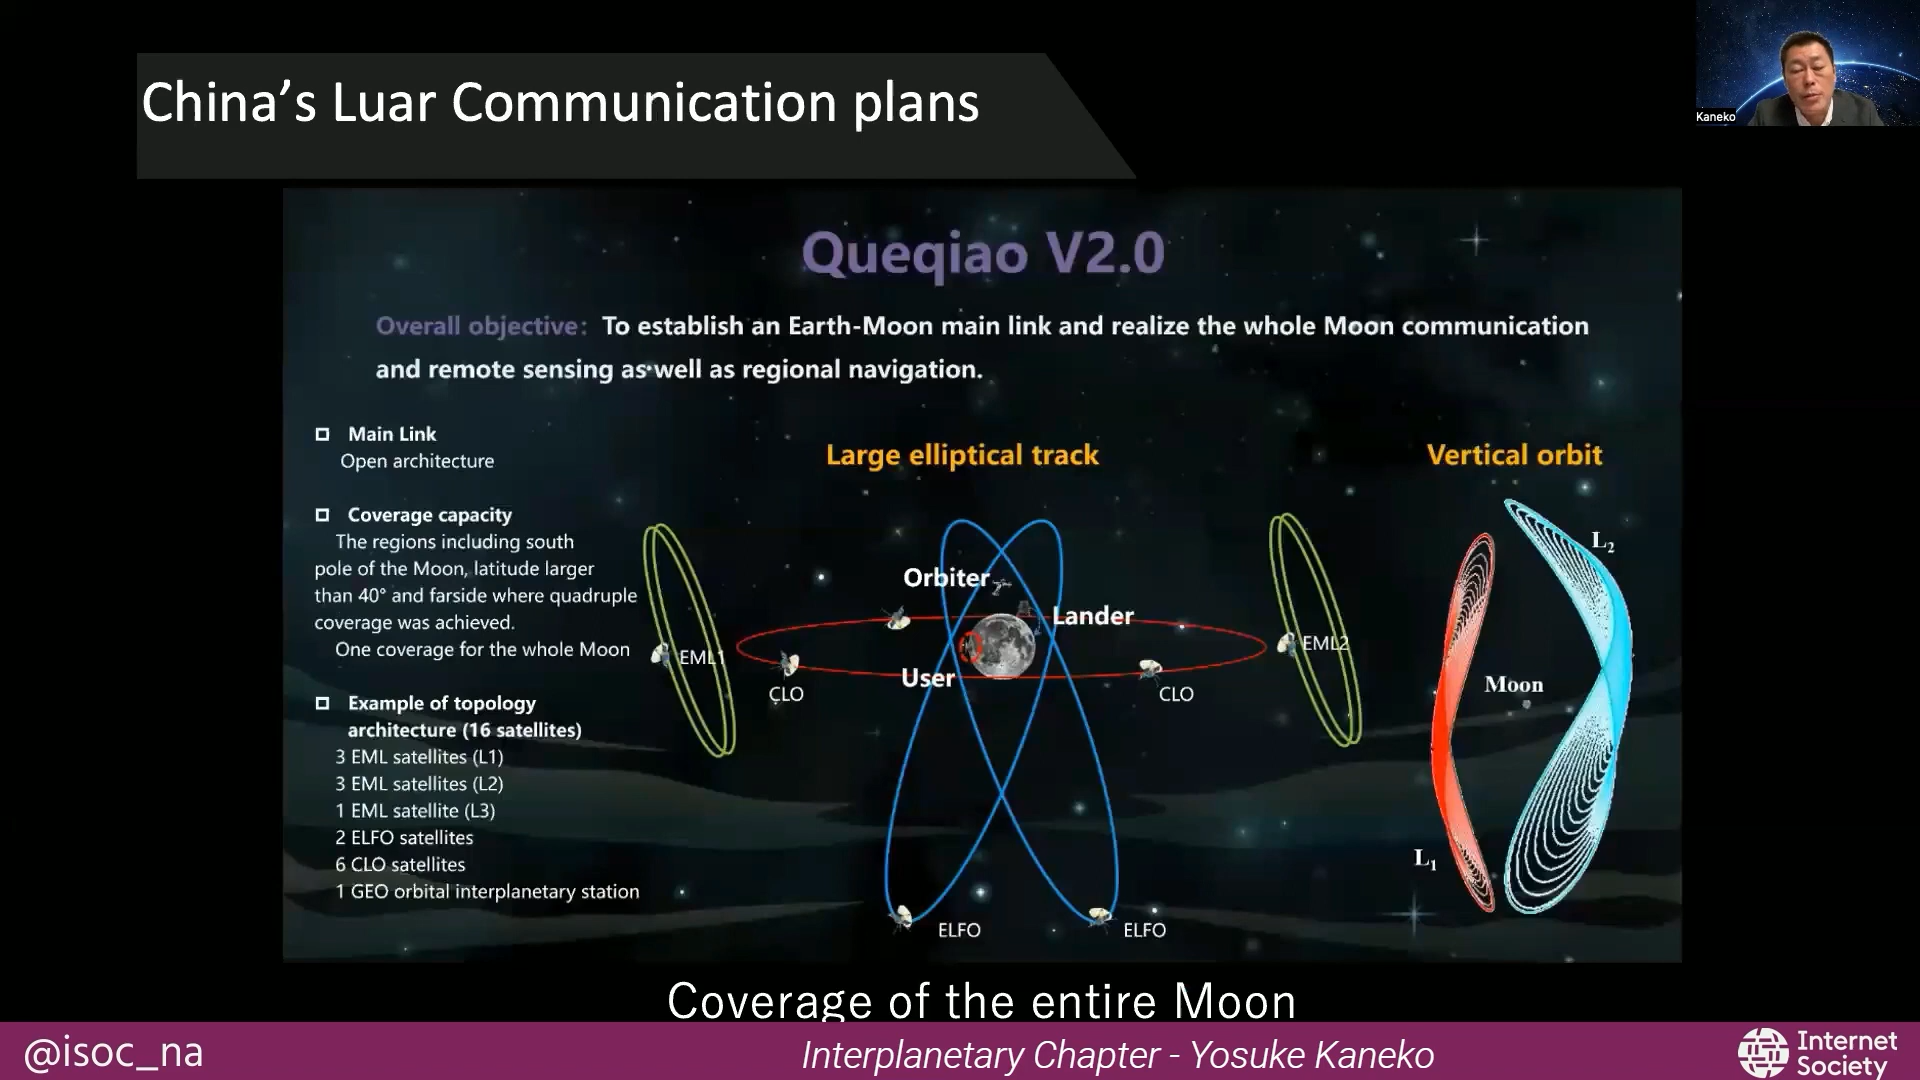 China’s Luar Communication plans
Kaneko
Queqiao V2.0
Overall objective: To establish an Earth-Moon main link and realize the whole Moon communication
and remote sensing as well as regional navigation.
Main Link
Open architecture
Coverage capacity
The regions including south
pole of the Moon, latitude larger
than 40° and farside where quadruple
coverage was achieved.
One coverage for the whole Moon
Example of topology
architecture (16 satellites)
3 EML satellites (L1)
3 EML satellites (L2)
1 EML satellite (L3)
2 ELFO satellites
6 CLO satellites
1 GEO orbital interplanetary station
Large elliptical track
Orbiter
Lander
EML1
EML2
User
CLO
CLO
ELFO
ELFO
Vertical orbit
L2
Moon
L1
Coverage of the entire Moon
@isoc_na
Interplanetary Chapter - Yosuke Kaneko
Internet
Society